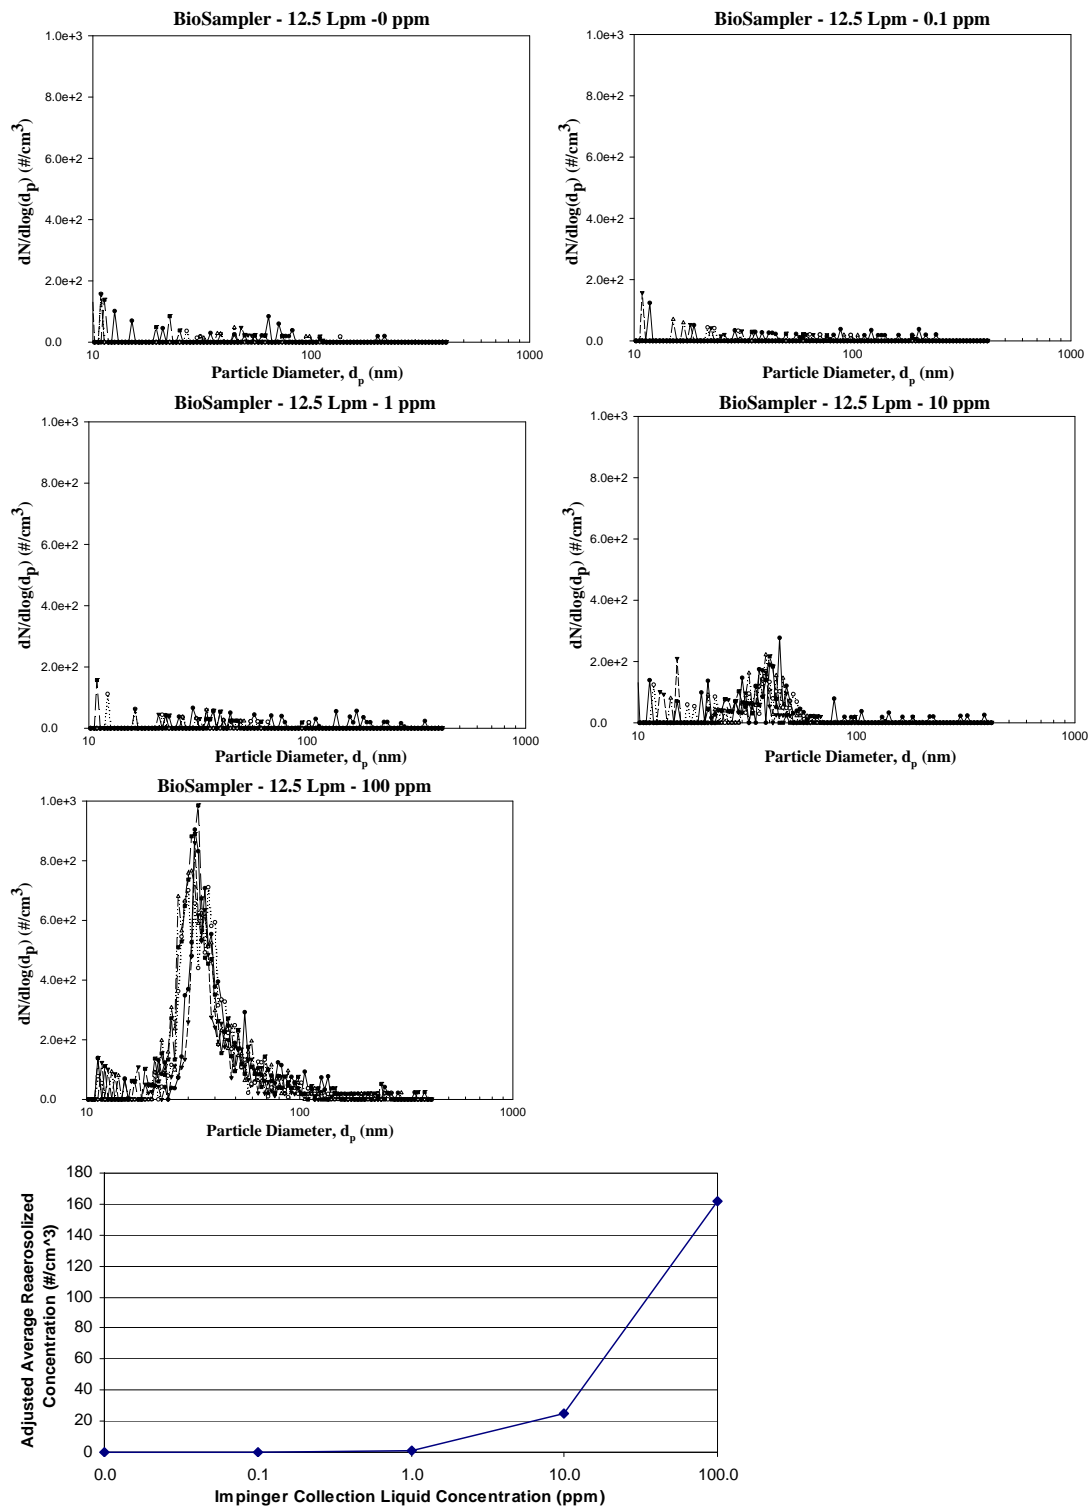 BioSampler - 12.5 Lpm -0 ppm
dN/dlog(dp) (#/cm3)
1.0e+3
8.0e+2
6.0e+2
4.0e+2
2.0e+2
0.0
10 100 1000
Particle Diameter, dp (nm)
BioSampler - 12.5 Lpm - 0.1 ppm
dN/dlog(dp) (#/cm3)
1.0e+3
8.0e+2
6.0e+2
4.0e+2
2.0e+2
0.0
10 100 1000
Particle Diameter, dp (nm)
BioSampler - 12.5 Lpm - 1 ppm
dN/dlog(dp) (#/cm3)
1.0e+3
8.0e+2
6.0e+2
4.0e+2
2.0e+2
0.0
10 100 1000
Particle Diameter, dp (nm)
BioSampler - 12.5 Lpm - 10 ppm
dN/dlog(dp) (#/cm3)
1.0e+3
8.0e+2
6.0e+2
4.0e+2
2.0e+2
0.0
10 100 1000
Particle Diameter, dp (nm)
BioSampler - 12.5 Lpm - 100 ppm
dN/dlog(dp) (#/cm3)
1.0e+3
8.0e+2
6.0e+2
4.0e+2
2.0e+2
0.0
10 100 1000
Particle Diameter, dp (nm)
Adjusted Average Reaerosolized
Concentration (#/cm^3)
180
160
140
120
100
80
60
40
20
0
0.0 0.1 1.0 10.0 100.0
Impinger Collection Liquid Concentration (ppm)